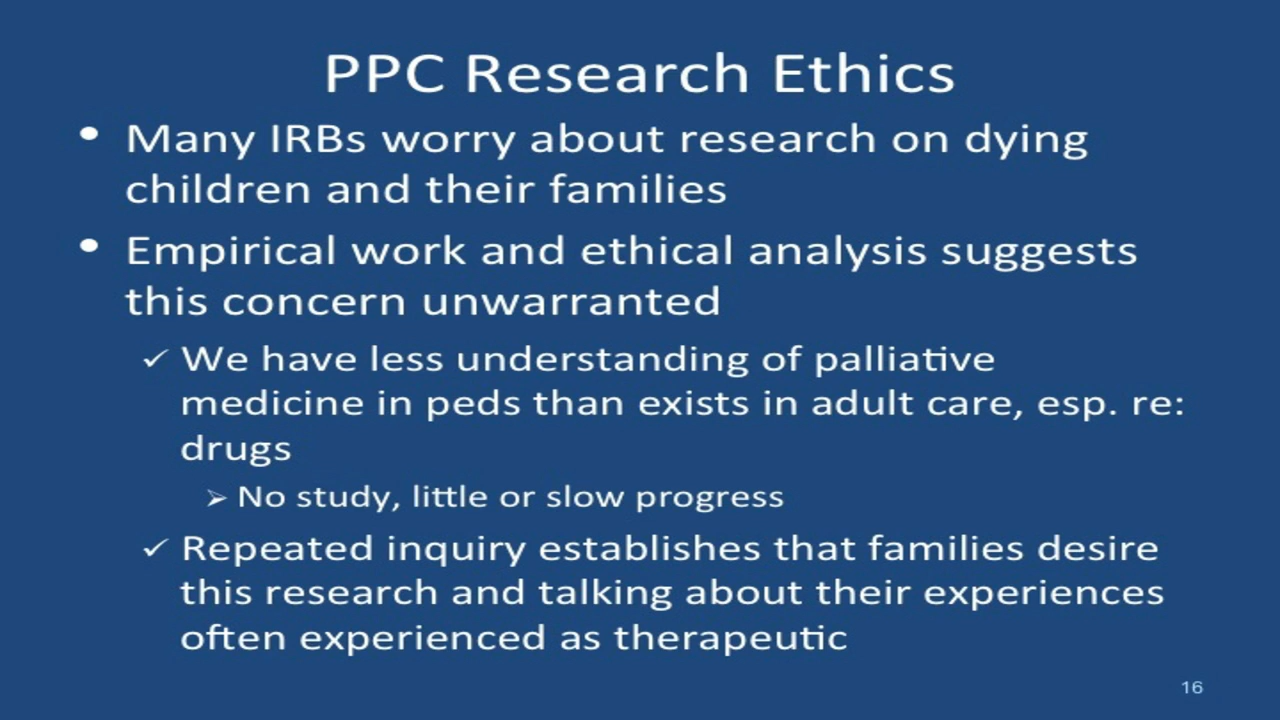 PPC Research Ethics
• Many IRBs worry about research on dying
children and their families
• Empirical work and ethical analysis suggests
this concern unwarranted
✓ We have less understanding of palliative
medicine in peds than exists in adult care, esp. re:
drugs
➢ No study, little or slow progress
✓ Repeated inquiry establishes that families desire
this research and talking about their experiences
often experienced as therapeutic
16